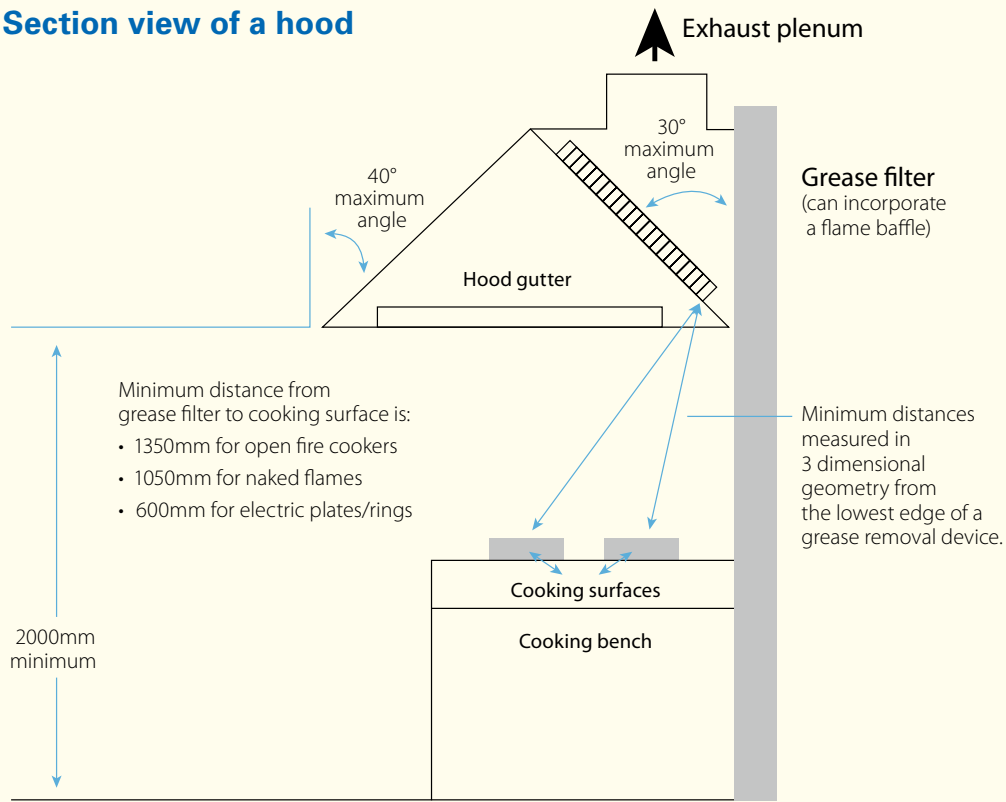 Section view of a hood
Exhaust plenum
30°
maximum
angle
40°
maximum
angle
Grease filter
(can incorporate
a flame baffle)
Hood gutter
Minimum distance from
grease filter to cooking surface is:
• 1350mm for open fire cookers
• 1050mm for naked flames
• 600mm for electric plates/rings
Minimum distances
measured in
3 dimensional
geometry from
the lowest edge of a
grease removal device.
Cooking surfaces
Cooking bench
2000mm
minimum